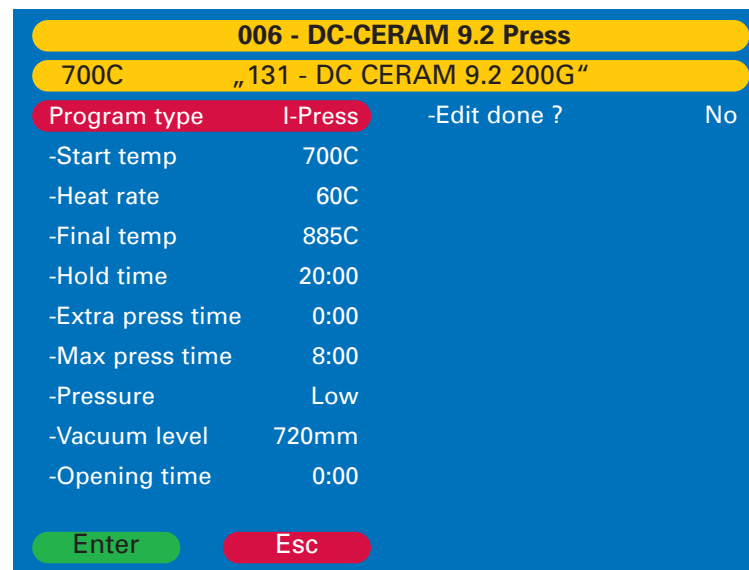 006 - DC-CERAM 9.2 Press
700C „131 - DC CERAM 9.2 200G“
Program type I-Press -Edit done ? No
-Start temp 700C
-Heat rate 60C
-Final temp 885C
-Hold time 20:00
-Extra press time 0:00
-Max press time 8:00
-Pressure Low
-Vacuum level 720mm
-Opening time 0:00
Enter Esc